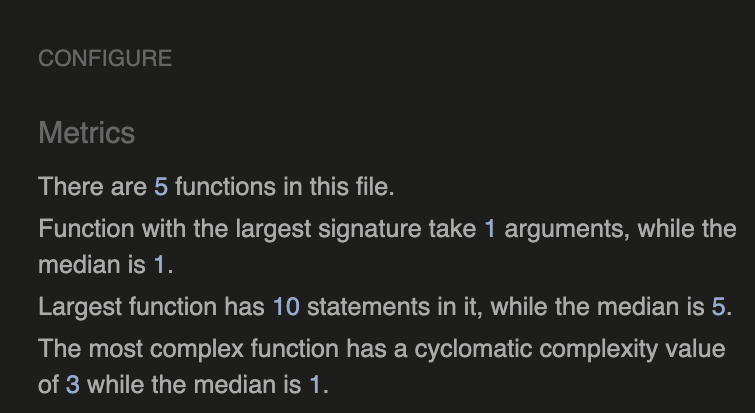 CONFIGURE
Metrics
There are 5 functions in this file.
Function with the largest signature take 1 arguments, while the
median is 1.
Largest function has 10 statements in it, while the median is 5.
The most complex function has a cyclomatic complexity value
of 3 while the median is 1.